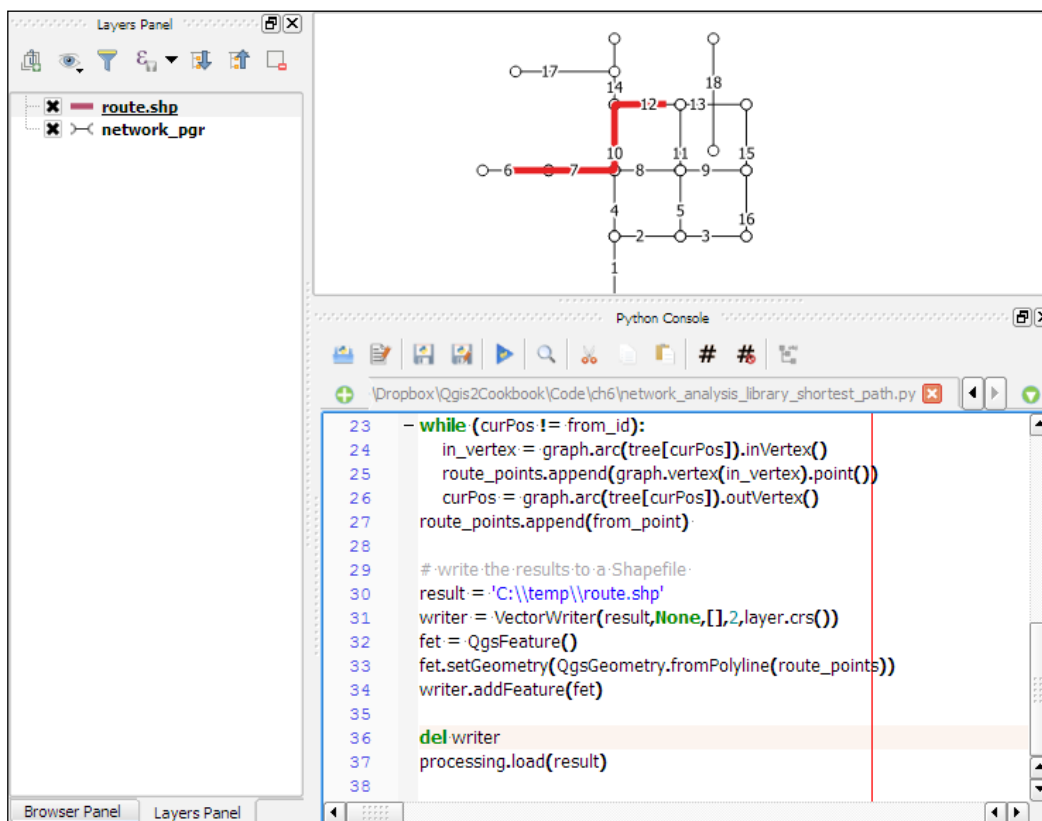 Layers Panel
ε
route.shp
network_pgr
17
18
14
12
13
10
11
15
6
7
8
9
4
5
16
2
3
1
Python Console
# #
\Dropbox\Qgis2Cookbook\Code\ch6\network_analysis_library_shortest_path.py
23 while (curPos != from_id):
24 in_vertex = graph.arc(tree[curPos]).inVertex()
25 route_points.append(graph.vertex(in_vertex).point())
26 curPos = graph.arc(tree[curPos]).outVertex()
27 route_points.append(from_point)
28
29 # write the results to a Shapefile
30 result = 'C:\\temp\\route.shp'
31 writer = VectorWriter(result,None,[],2,layer.crs())
32 fet = QgsFeature()
33 fet.setGeometry(QgsGeometry.fromPolyline(route_points))
34 writer.addFeature(fet)
35
36 del writer
37 processing.load(result)
38
Browser Panel Layers Panel